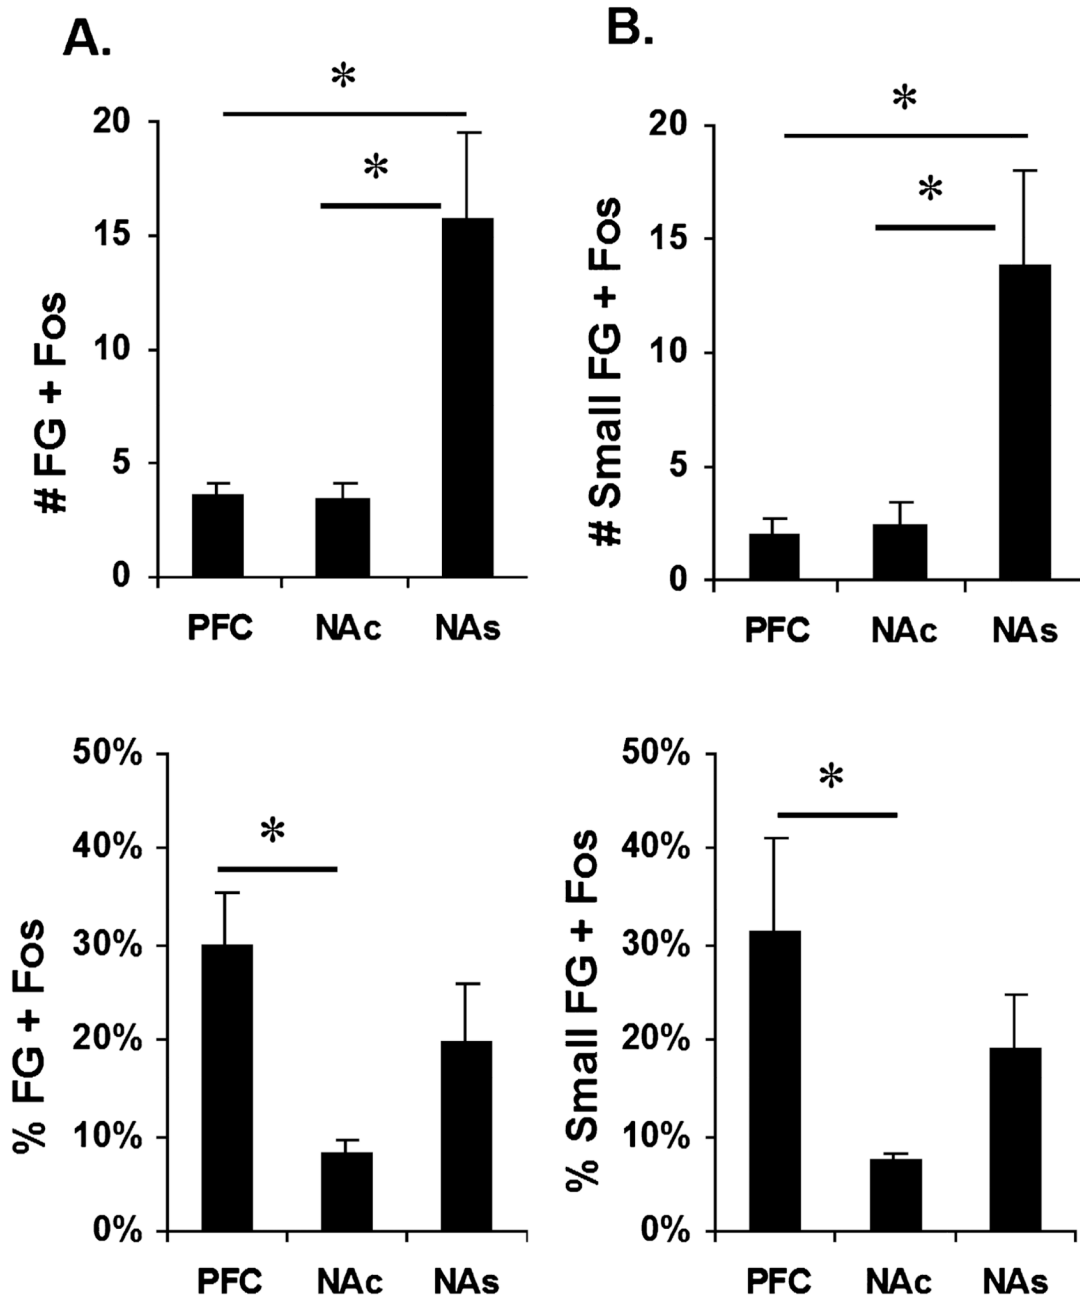 A.
*
*
20
15
10
5
0
# FG + Fos
PFC NAc NAs
B.
*
*
20
15
10
5
0
# Small FG + Fos
PFC NAc NAs
*
50%
40%
30%
20%
10%
0%
% FG + Fos
PFC NAc NAs
*
50%
40%
30%
20%
10%
0%
% Small FG + Fos
PFC NAc NAs